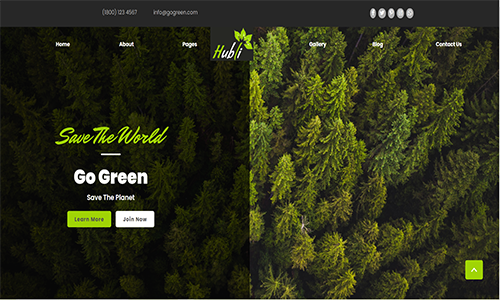 (1800) 123 4567 info@gogreen.com
Home About Pages Hubli Gallery Blog Contact Us
Save The World
Go Green
Save The Planet
Learn More Join Now